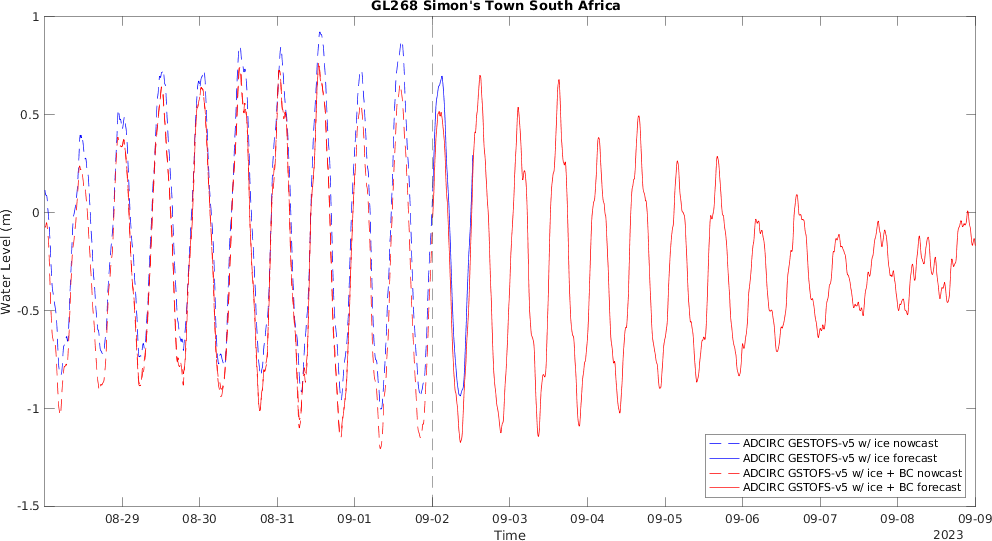 GL268 Simon's Town South Africa
Water Level (m)
1
0.5
0
-0.5
-1
-1.5
ADCIRC GESTOFS-v5 w/ ice nowcast
ADCIRC GESTOFS-v5 w/ ice forecast
ADCIRC GSTOFS-v5 w/ ice + BC nowcast
ADCIRC GSTOFS-v5 w/ ice + BC forecast
08-29 08-30 08-31 09-01 09-02 09-03 09-04 09-05 09-06 09-07 09-08 09-09
Time
2023